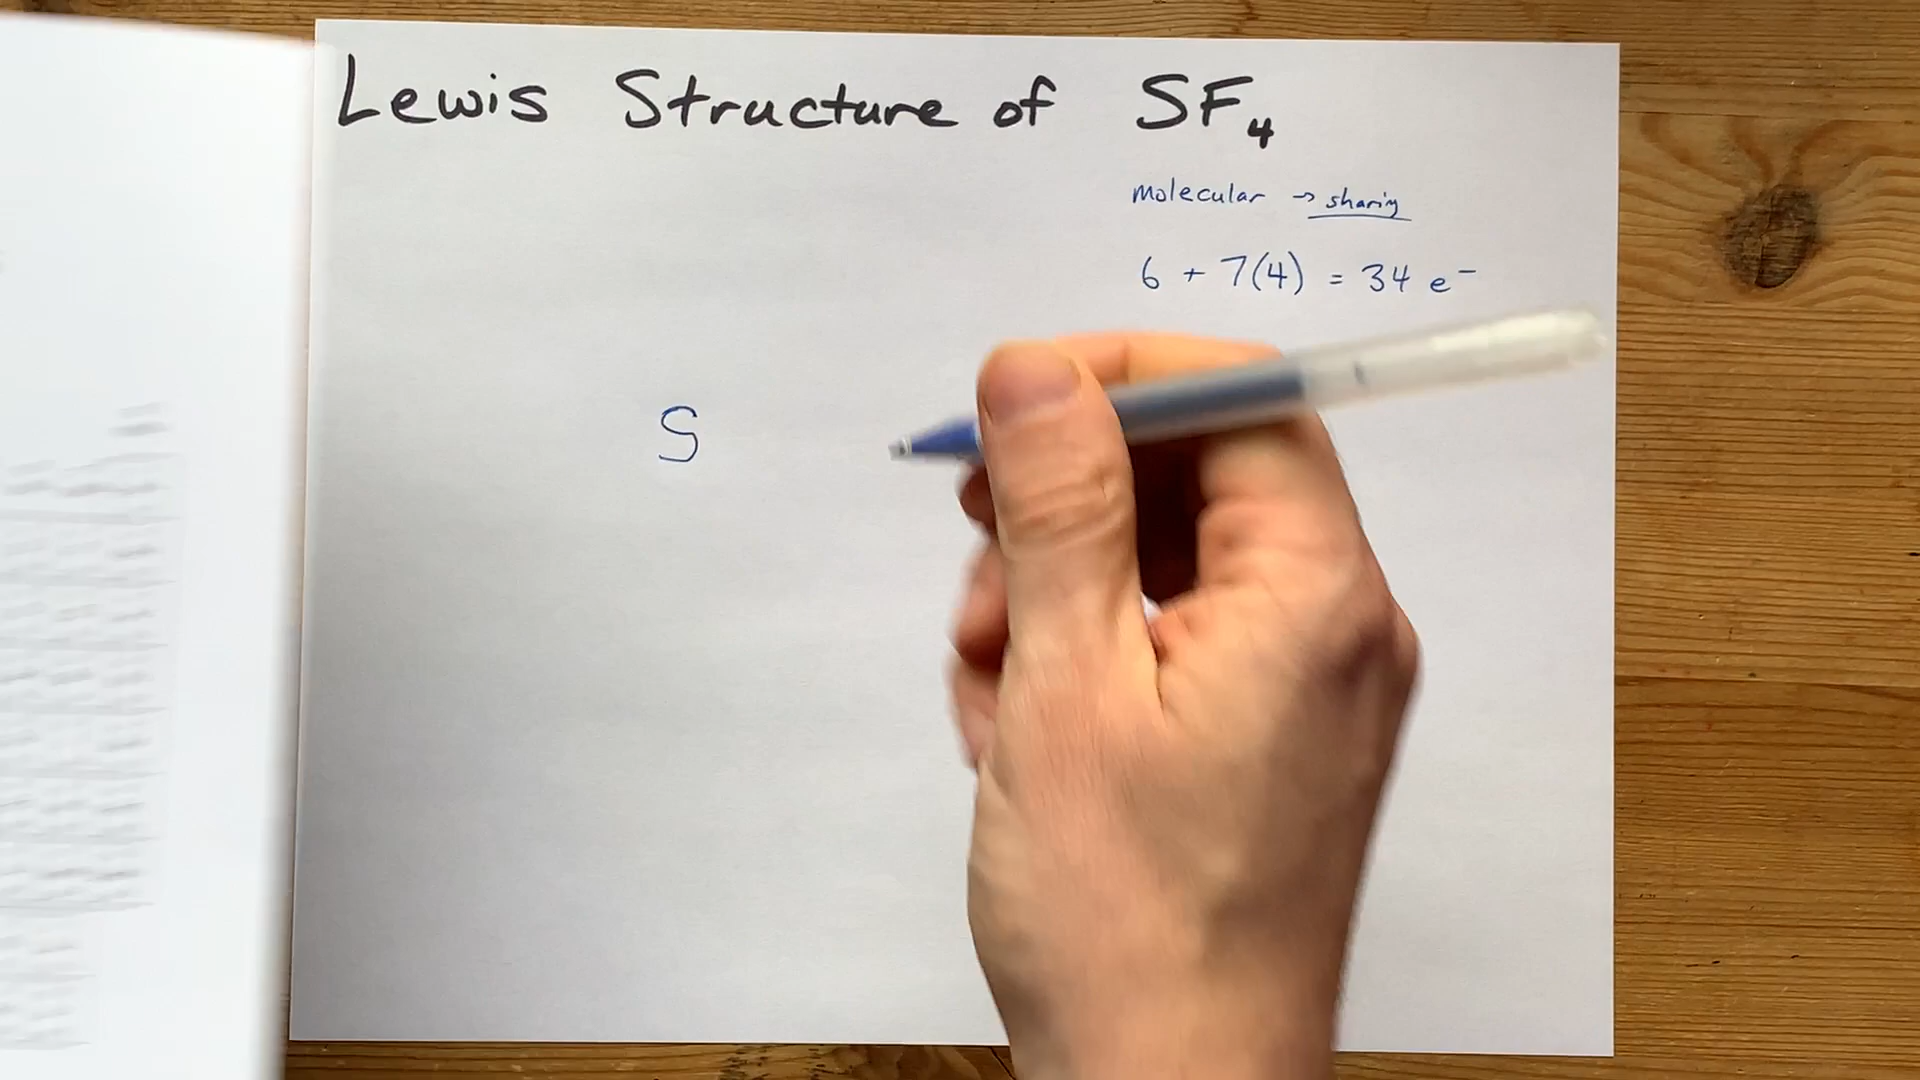 Lewis Structure of SF₄
molecular → sharing
6 + 7(4) = 34 e⁻
S